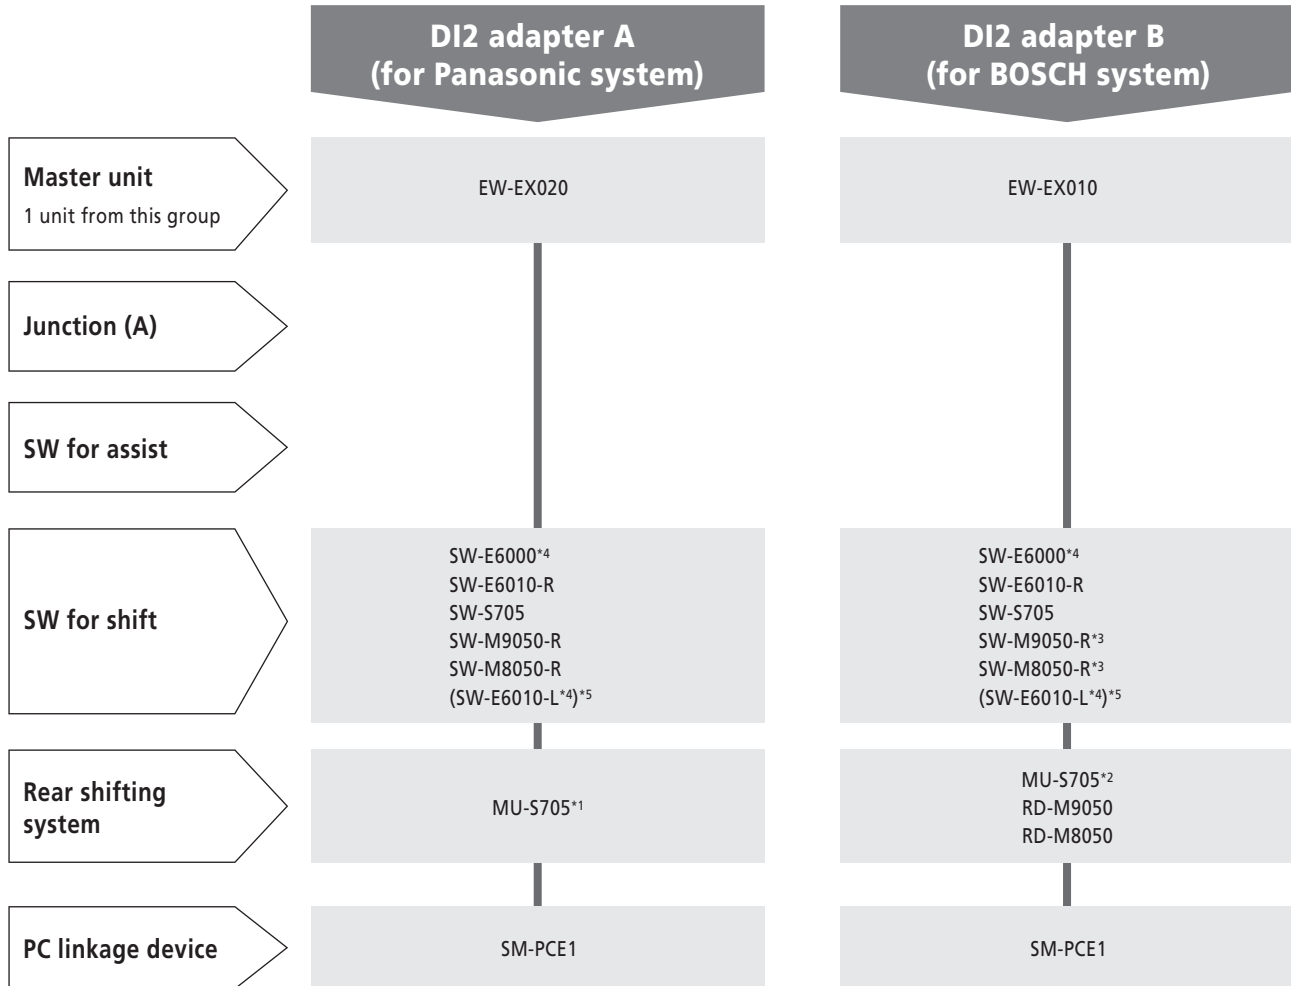 DI2 adapter A
(for Panasonic system)
DI2 adapter B
(for BOSCH system)
Master unit
1 unit from this group
EW-EX020
EW-EX010
Junction (A)
SW for assist
SW for shift
SW-E6000*4
SW-E6010-R
SW-S705
SW-M9050-R
SW-M8050-R
(SW-E6010-L*4)*5
SW-E6000*4
SW-E6010-R
SW-S705
SW-M9050-R*3
SW-M8050-R*3
(SW-E6010-L*4)*5
Rear shifting
system
MU-S705*1
MU-S705*2
RD-M9050
RD-M8050
PC linkage device
SM-PCE1
SM-PCE1